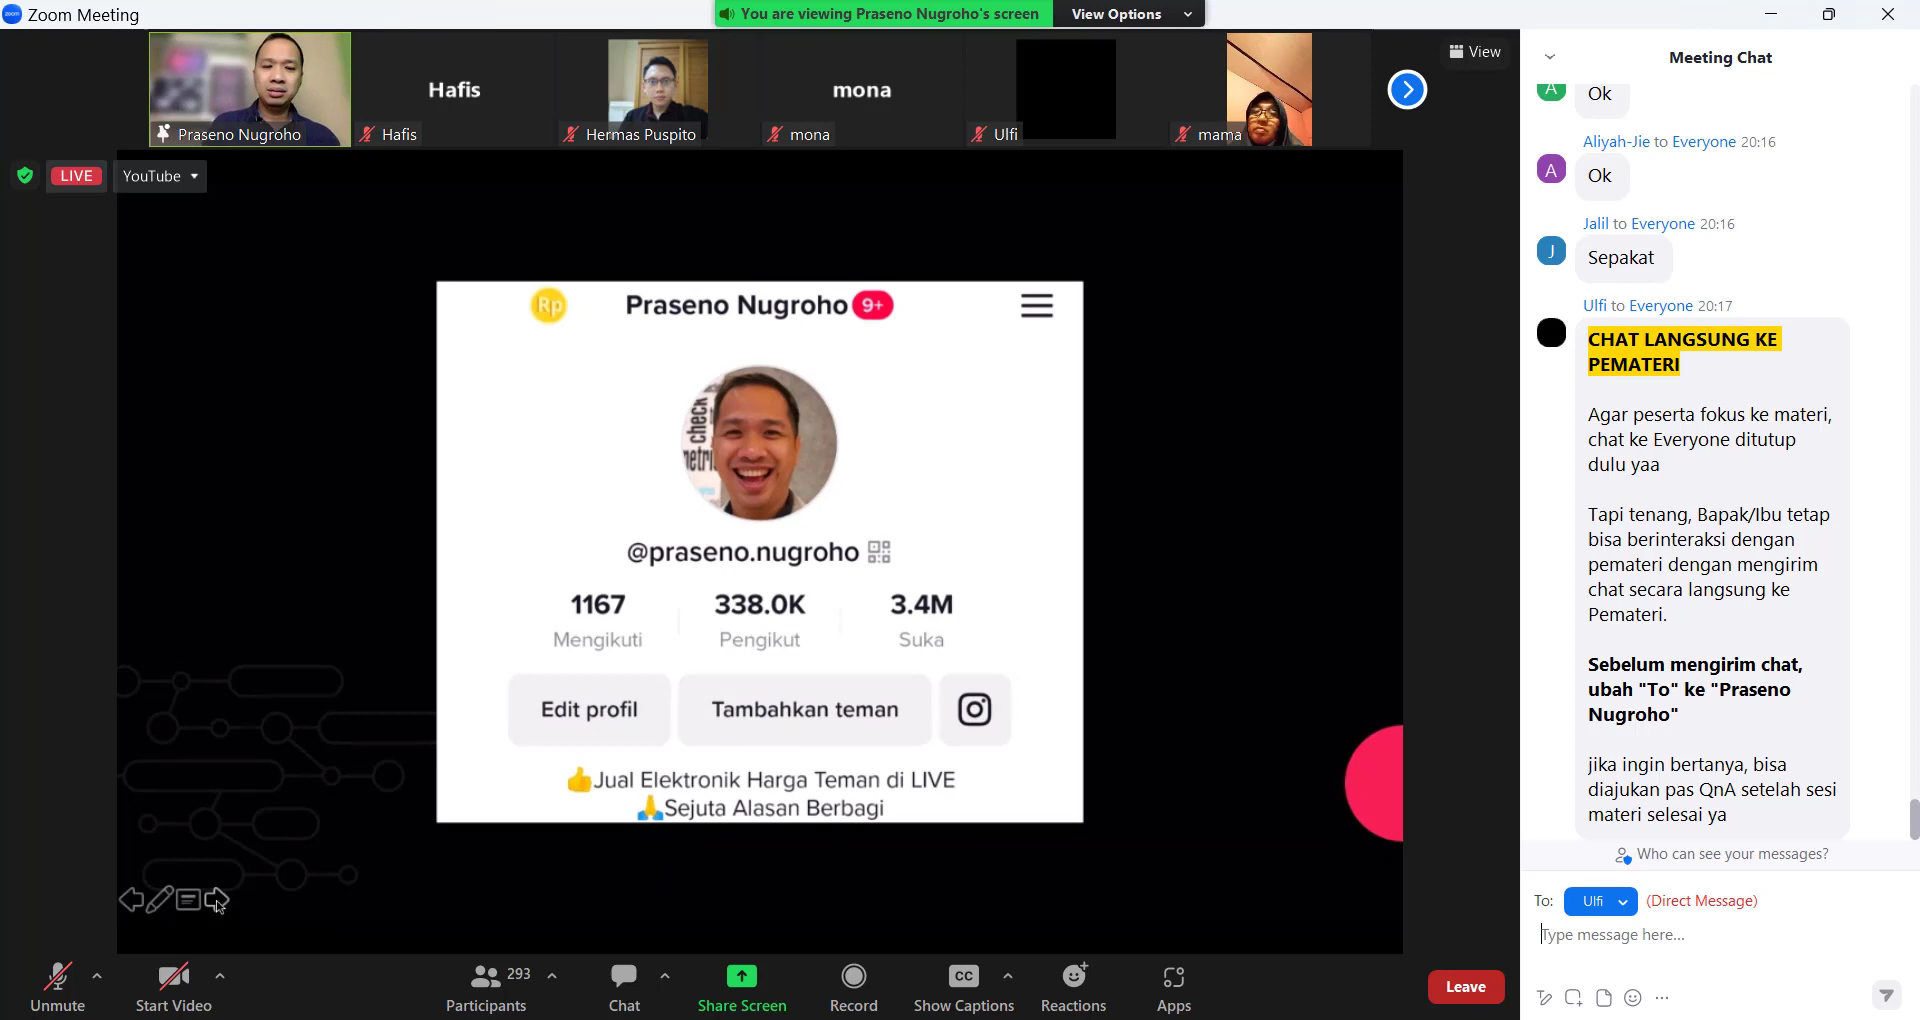 Zoom Meeting
You are viewing Praseno Nugroho's screen
View Options
Praseno Nugroho
Hafis
Hafis
Hermas Puspito
mona
mona
Ulfi
mama
View
LIVE
YouTube
Rp
Praseno Nugroho 9+
check
@praseno.nugroho
1167 338.0K 3.4M
Mengikuti Pengikut Suka
Edit profil Tambahkan teman
👍Jual Elektronik Harga Teman di LIVE
🙏Sejuta Alasan Berbagi
Unmute
Start Video
293
Participants
Chat
Share Screen
Record
CC
Show Captions
Reactions
Apps
Leave
Meeting Chat
A
Ok
Aliyah-Jie to Everyone 20:16
A
Ok
Jalil to Everyone 20:16
J
Sepakat
Ulfi to Everyone 20:17
CHAT LANGSUNG KE
PEMATERI
Agar peserta fokus ke materi,
chat ke Everyone ditutup
dulu yaa
Tapi tenang, Bapak/Ibu tetap
bisa berinteraksi dengan
pemateri dengan mengirim
chat secara langsung ke
Pemateri.
Sebelum mengirim chat,
ubah "To" ke "Praseno
Nugroho"
jika ingin bertanya, bisa
diajukan pas QnA setelah sesi
materi selesai ya
Who can see your messages?
To: Ulfi (Direct Message)
Type message here...